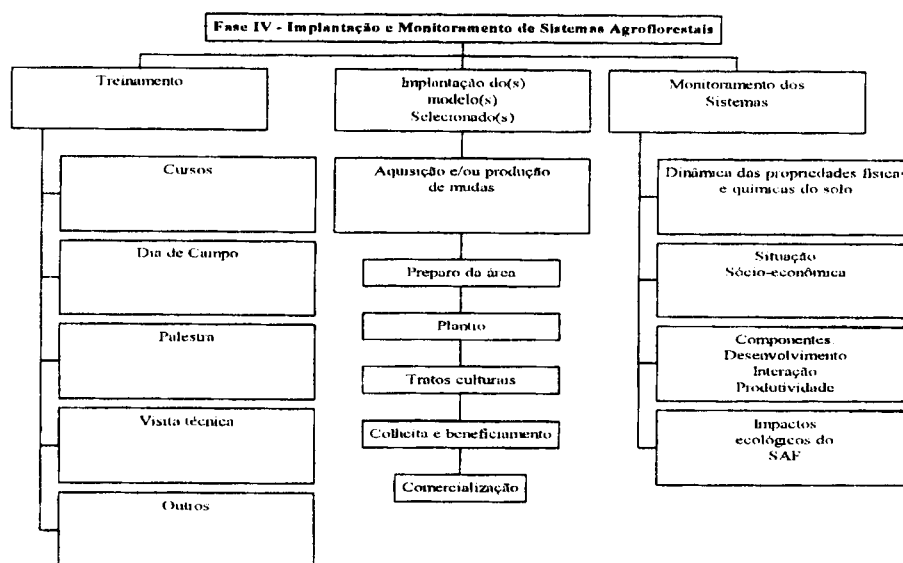 Fase IV - Implantação e Monitoramento de Sistemas Agroflorestais
Treinamento
Cursos
Dia de Campo
Palestra
Visita técnica
Outros
Implantação do(s)
modelo(s)
Selecionado(s)
Aquisição e/ou produção
de mudas
Preparo da área
Plantio
Tratos culturais
Colheita e beneficiamento
Comercialização
Monitoramento dos
Sistemas
Dinâmica das propriedades físicas
e químicas do solo
Situação
Sócio-econômica
Componentes
Desenvolvimento
Interação
Produtividade
Impactos
ecológicos do
SAF